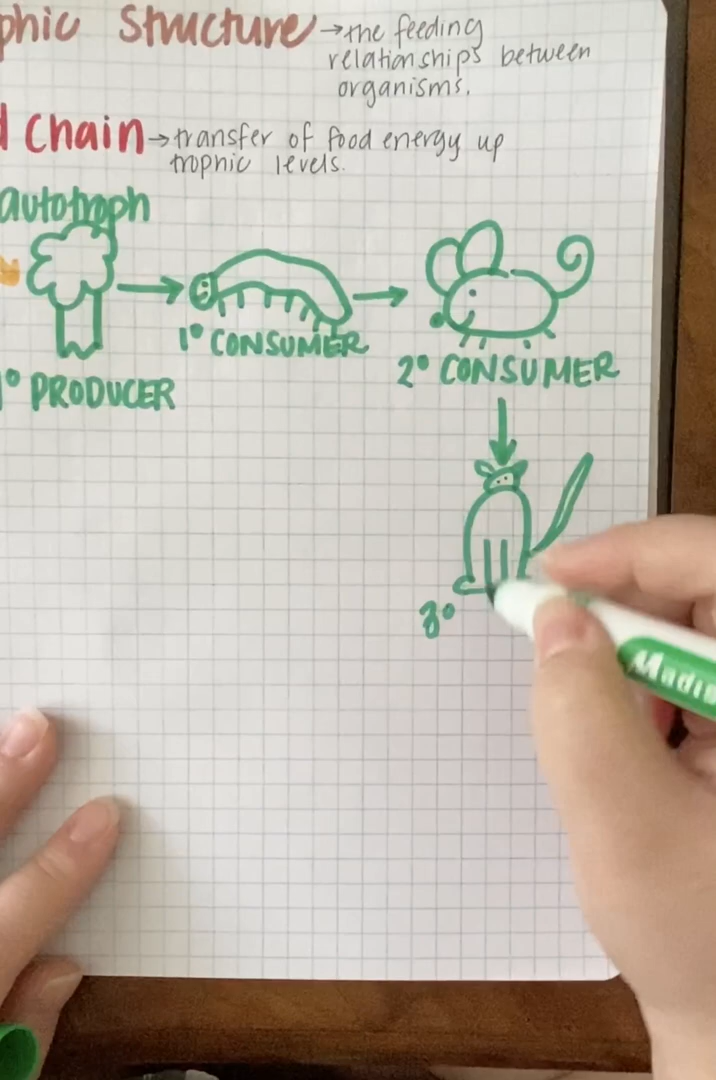 phic Structure → the feeding
relationships between
organisms.
d Chain → transfer of food energy up
trophic levels.
autotroph
1° CONSUMER
2° CONSUMER
1° PRODUCER
3°
Madis